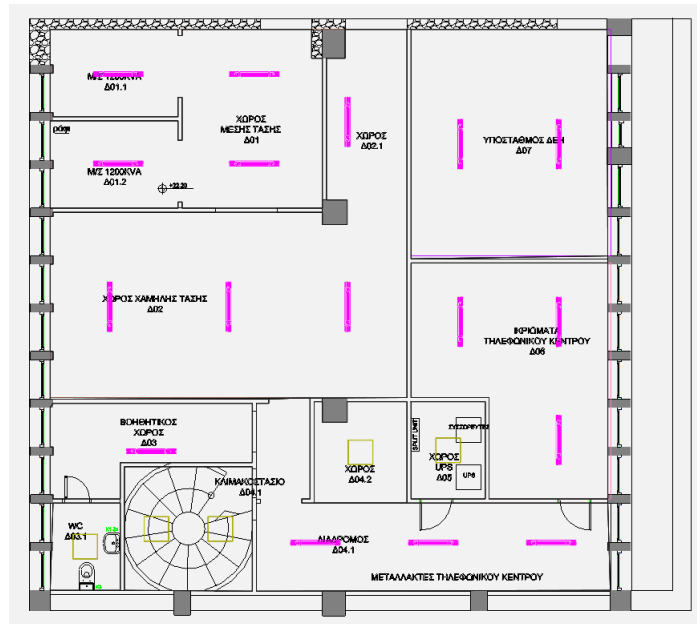 Μ/Σ 1200KVA
Δ01.1
ΧΩΡΟΣ
ΜΕΣΗΣ ΤΑΣΗΣ
Δ01
ΧΩΡΟΣ
Δ02.1
ΥΠΟΣΤΑΘΜΟΣ ΔΕΗ
Δ07
ράφι
Μ/Σ 1200KVA
Δ01.2
+22.20
ΧΩΡΟΣ ΧΑΜΗΛΗΣ ΤΑΣΗΣ
Δ02
ΙΚΡΙΩΜΑΤΑ
ΤΗΛΕΦΩΝΙΚΟΥ ΚΕΝΤΡΟΥ
Δ06
ΒΟΗΘΗΤΙΚΟΣ
ΧΩΡΟΣ
Δ03
SPLIT UNIT
ΣΥΣΣΩΡΕΥΤΕΣ
ΧΩΡΟΣ
UPS
Δ05
UPS
ΧΩΡΟΣ
Δ04.2
ΚΛΙΜΑΚΟΣΤΑΣΙΟ
Δ04.1
WC
Δ03.1
ΔΙΑΔΡΟΜΟΣ
Δ04.1
ΜΕΤΑΛΛΑΚΤΕΣ ΤΗΛΕΦΩΝΙΚΟΥ ΚΕΝΤΡΟΥ